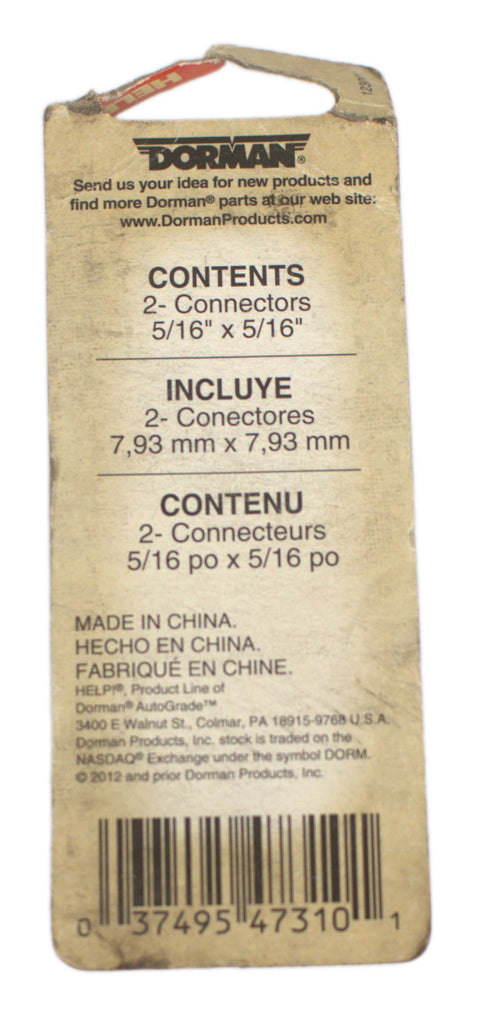 HELP
1230
DORMAN®
Send us your idea for new products and
find more Dorman® parts at our web site:
www.DormanProducts.com
CONTENTS
2- Connectors
5/16" x 5/16"
INCLUYE
2- Conectores
7,93 mm x 7,93 mm
CONTENU
2- Connecteurs
5/16 po x 5/16 po
MADE IN CHINA.
HECHO EN CHINA.
FABRIQUÉ EN CHINE.
HELP!®, Product Line of
Dorman® AutoGrade™
3400 E Walnut St., Colmar, PA 18915-9768 U.S.A.
Dorman Products, Inc. stock is traded on the
NASDAQ® Exchange under the symbol DORM.
© 2012 and prior Dorman Products, Inc.
0 37495 47310 1